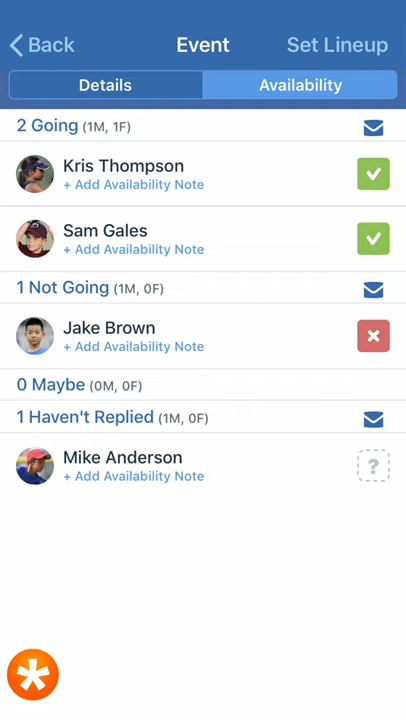 Back Event Set Lineup
Details Availability
2 Going (1M, 1F)
Kris Thompson
+ Add Availability Note
Sam Gales
+ Add Availability Note
1 Not Going (1M, 0F)
Jake Brown
+ Add Availability Note
0 Maybe (0M, 0F)
1 Haven't Replied (1M, 0F)
Mike Anderson
+ Add Availability Note
?